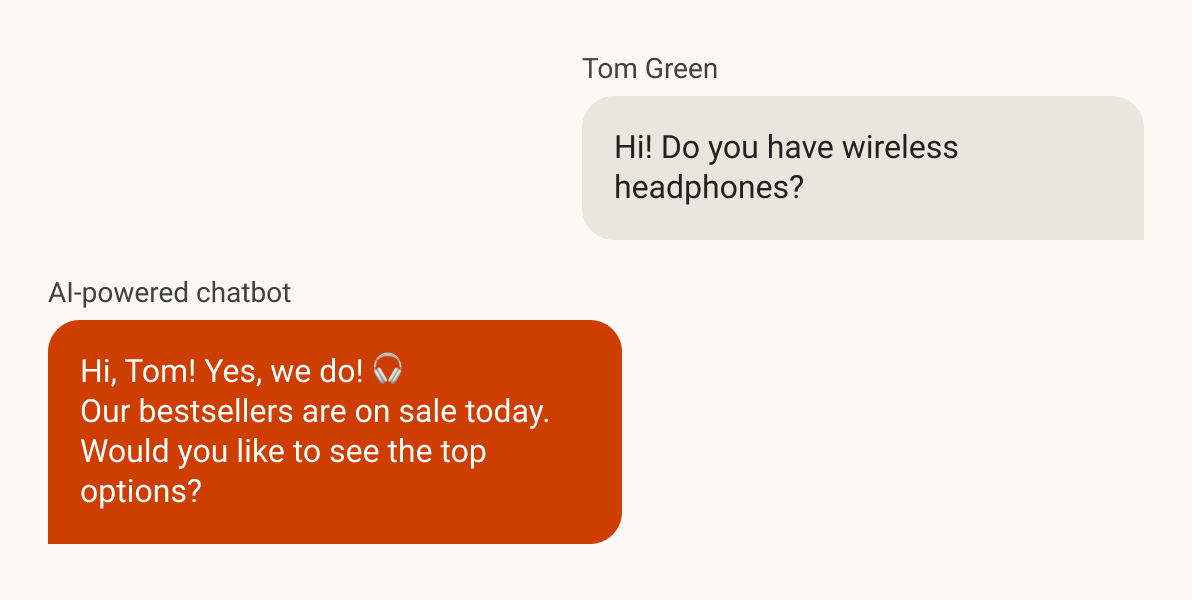 Tom Green
Hi! Do you have wireless
headphones?
AI-powered chatbot
Hi, Tom! Yes, we do! 🎧
Our bestsellers are on sale today.
Would you like to see the top
options?